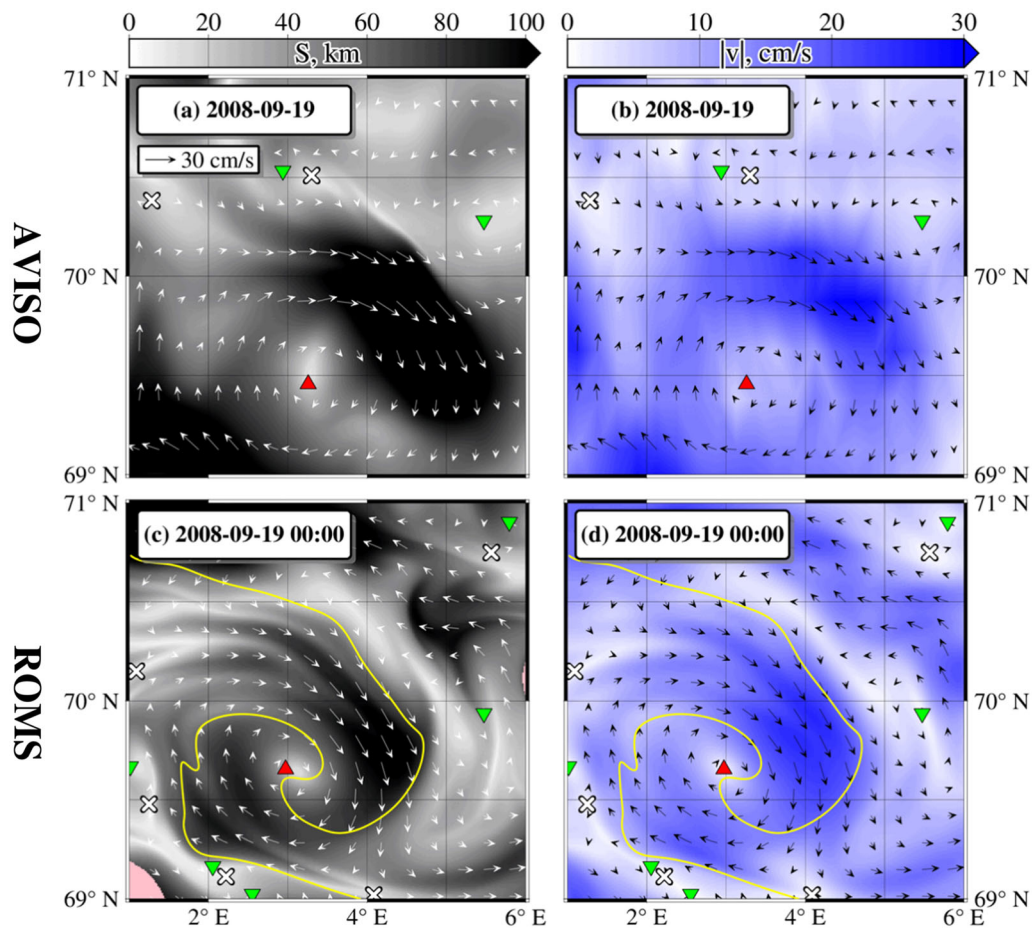 0 20 40 60 80 100
S, km
0 10 20 30
|v|, cm/s
71° N
(a) 2008-09-19
30 cm/s
70° N
69° N
AVISO
71° N
(b) 2008-09-19
70° N
69° N
71° N
(c) 2008-09-19 00:00
70° N
69° N
2° E 4° E 6° E
ROMS
71° N
(d) 2008-09-19 00:00
70° N
69° N
2° E 4° E 6° E